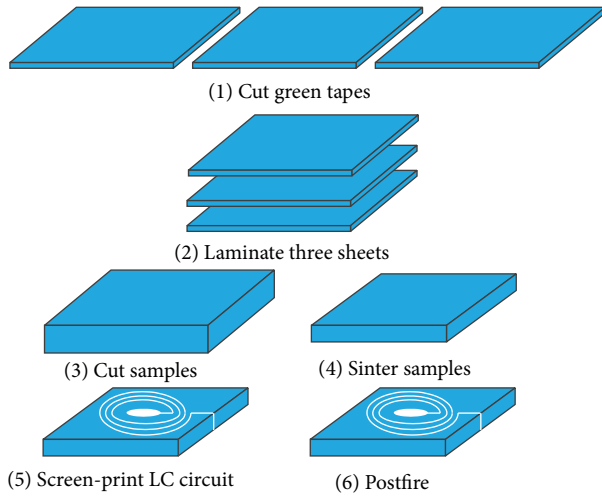 (1) Cut green tapes
(2) Laminate three sheets
(3) Cut samples
(4) Sinter samples
(5) Screen-print LC circuit
(6) Postfire